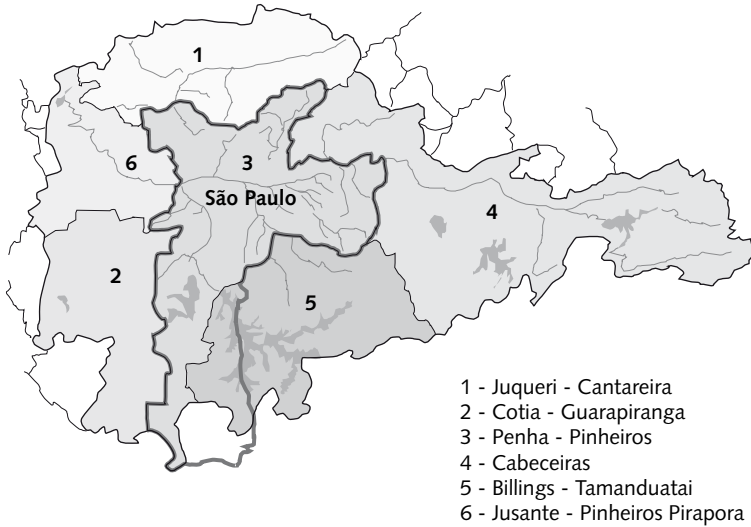 1
6
3
São Paulo
4
2
5
1 - Juqueri - Cantareira
2 - Cotia - Guarapiranga
3 - Penha - Pinheiros
4 - Cabeceiras
5 - Billings - Tamanduatai
6 - Jusante - Pinheiros Pirapora